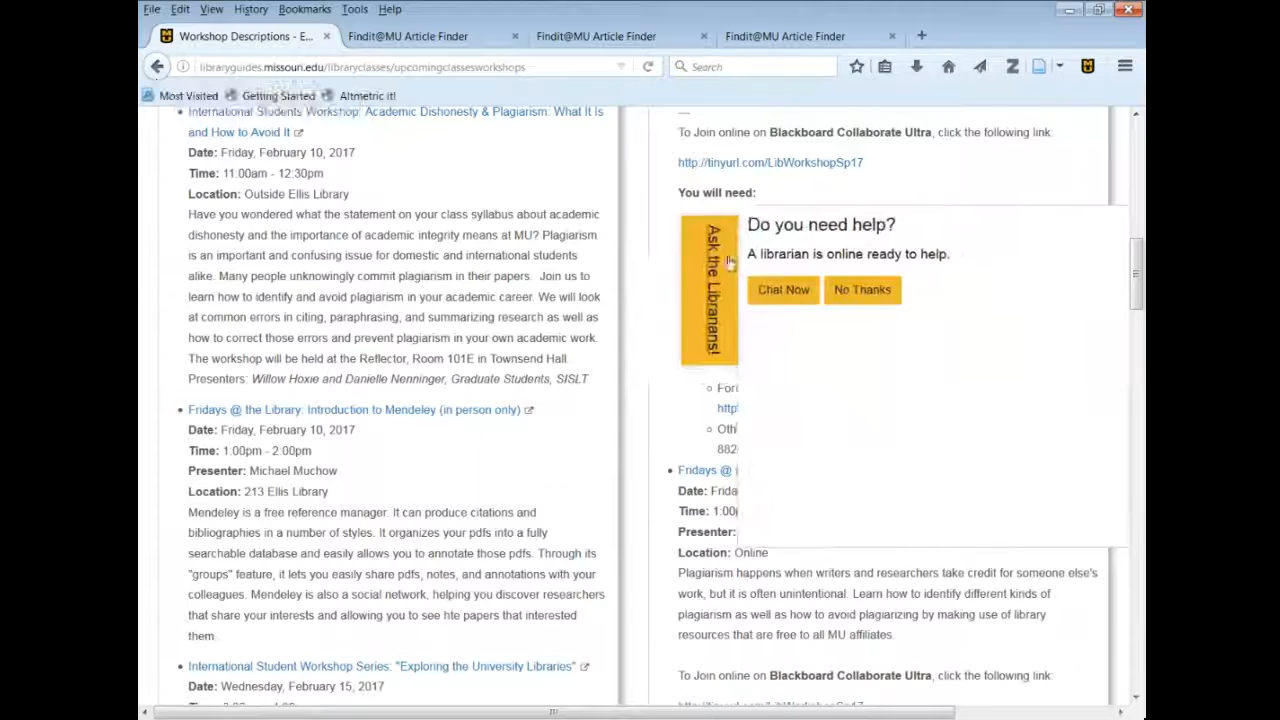 File Edit View History Bookmarks Tools Help
Workshop Descriptions - E... × Findit@MU Article Finder × Findit@MU Article Finder × Findit@MU Article Finder × +
libraryguides.missouri.edu/libraryclasses/upcomingclassesworkshops Search
Most Visited Getting Started Altmetric it!
International Students Workshop: Academic Dishonesty & Plagiarism: What It Is
and How to Avoid It
Date: Friday, February 10, 2017
Time: 11:00am - 12:30pm
Location: Outside Ellis Library
Have you wondered what the statement on your class syllabus about academic
dishonesty and the importance of academic integrity means at MU? Plagiarism
is an important and confusing issue for domestic and international students
alike. Many people unknowingly commit plagiarism in their papers. Join us to
learn how to identify and avoid plagiarism in your academic career. We will look
at common errors in citing, paraphrasing, and summarizing research as well as
how to correct those errors and prevent plagiarism in your own academic work.
The workshop will be held at the Reflector, Room 101E in Townsend Hall.
Presenters: Willow Hoxie and Danielle Nenninger, Graduate Students, SISLT
Fridays @ the Library: Introduction to Mendeley (in person only)
Date: Friday, February 10, 2017
Time: 1:00pm - 2:00pm
Presenter: Michael Muchow
Location: 213 Ellis Library
Mendeley is a free reference manager. It can produce citations and
bibliographies in a number of styles. It organizes your pdfs into a fully
searchable database and easily allows you to annotate those pdfs. Through its
"groups" feature, it lets you easily share pdfs, notes, and annotations with your
colleagues. Mendeley is also a social network, helping you discover researchers
that share your interests and allowing you to see hte papers that interested
them.
International Student Workshop Series: "Exploring the University Libraries"
Date: Wednesday, February 15, 2017
To Join online on Blackboard Collaborate Ultra, click the following link:
http://tinyurl.com/LibWorkshopSp17
You will need:
Ask the Librarians!
Do you need help?
A librarian is online ready to help.
Chat Now No Thanks
http
Oth
882
Fridays @
Date: Frida
Time: 1:00
Presenter:
Location: Online
Plagiarism happens when writers and researchers take credit for someone else's
work, but it is often unintentional. Learn how to identify different kinds of
plagiarism as well as how to avoid plagiarizing by making use of library
resources that are free to all MU affiliates.
To Join online on Blackboard Collaborate Ultra, click the following link: